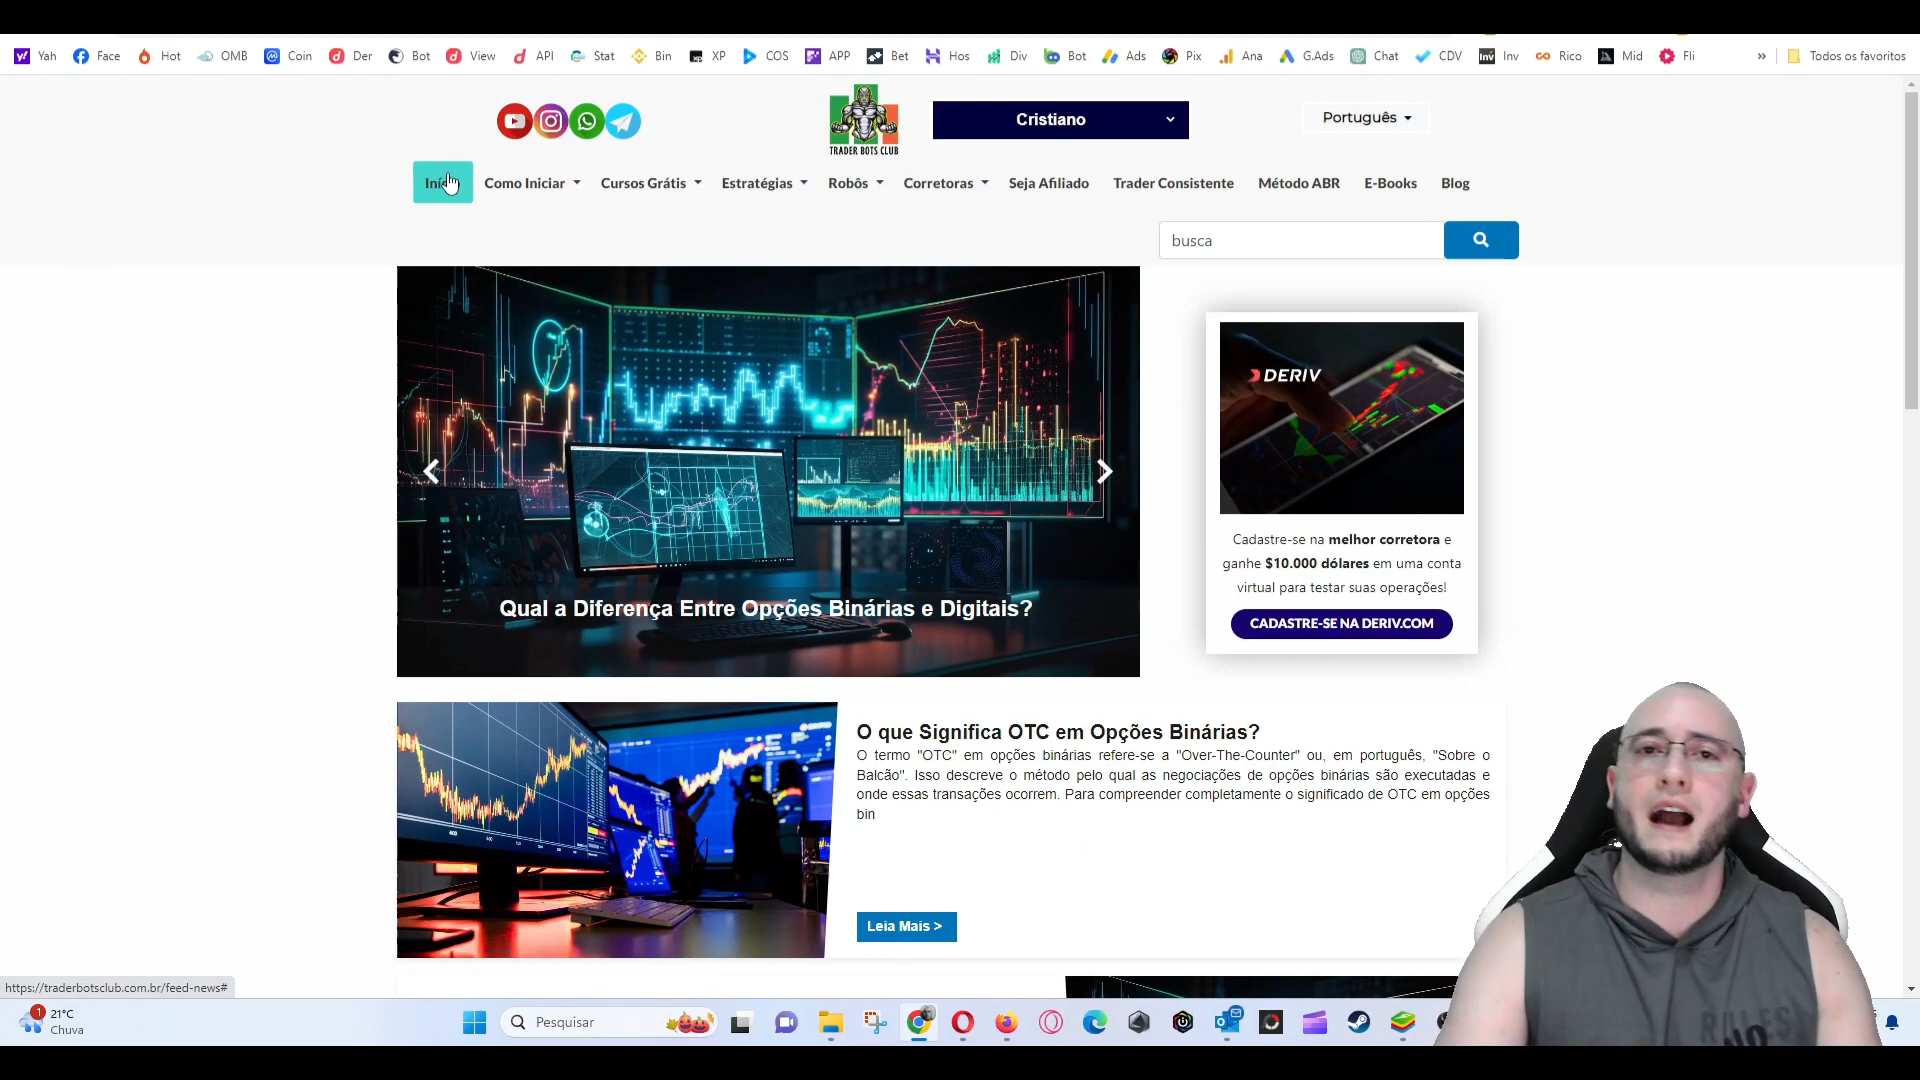 Yah Face Hot OMB Coin Der Bot View API Stat Bin XP COS APP Bet Hos Div Bot Ads Pix Ana G.Ads Chat CDV Inv Rico Mid Fli » Todos os favoritos
TRADER BOTS CLUB
Cristiano
Português
Como Iniciar Cursos Grátis Estratégias Robôs Corretoras Seja Afiliado Trader Consistente Método ABR E-Books Blog
busca
DERIV
Cadastre-se na melhor corretora e
ganhe $10.000 dólares em uma conta
virtual para testar suas operações!
CADASTRE-SE NA DERIV.COM
Qual a Diferença Entre Opções Binárias e Digitais?
O que Significa OTC em Opções Binárias?
O termo "OTC" em opções binárias refere-se a "Over-The-Counter" ou, em português, "Sobre o
Balcão". Isso descreve o método pelo qual as negociações de opções binárias são executadas e
onde essas transações ocorrem. Para compreender completamente o significado de OTC em opções
bin
Leia Mais >
https://traderbotsclub.com.br/feed-news#
1
21°C
Chuva
Pesquisar